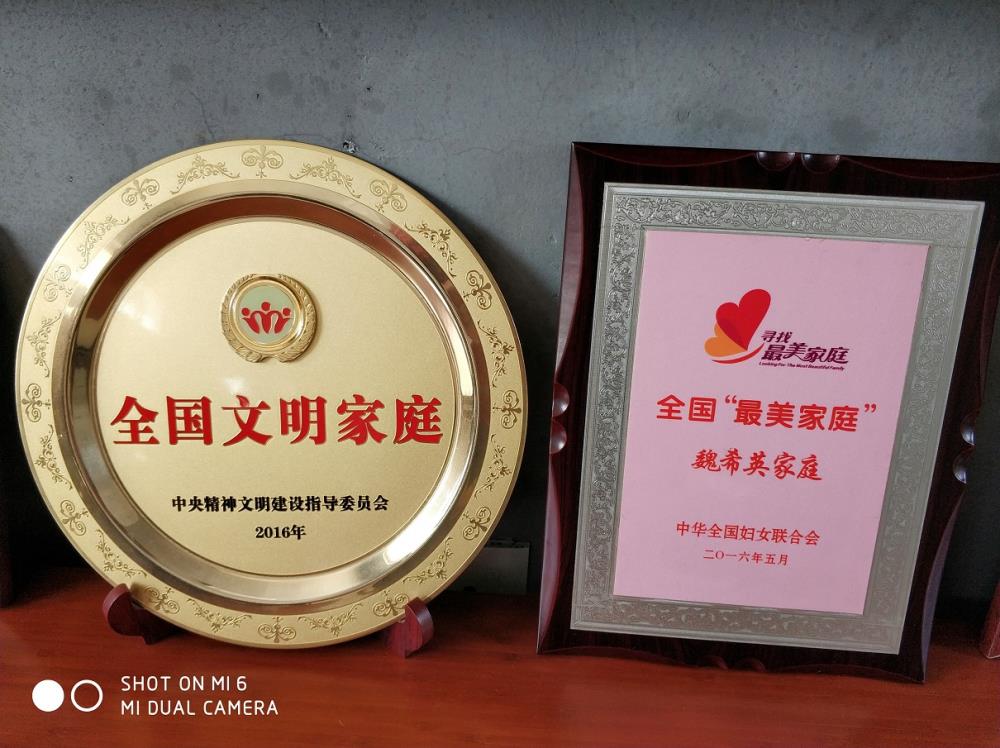 全国文明家庭
中央精神文明建设指导委员会
2016年
寻找
最美家庭
Looking For The Most Beautiful Family
全国“最美家庭”
魏希英家庭
中华全国妇女联合会
二〇一六年五月
SHOT ON MI 6
MI DUAL CAMERA